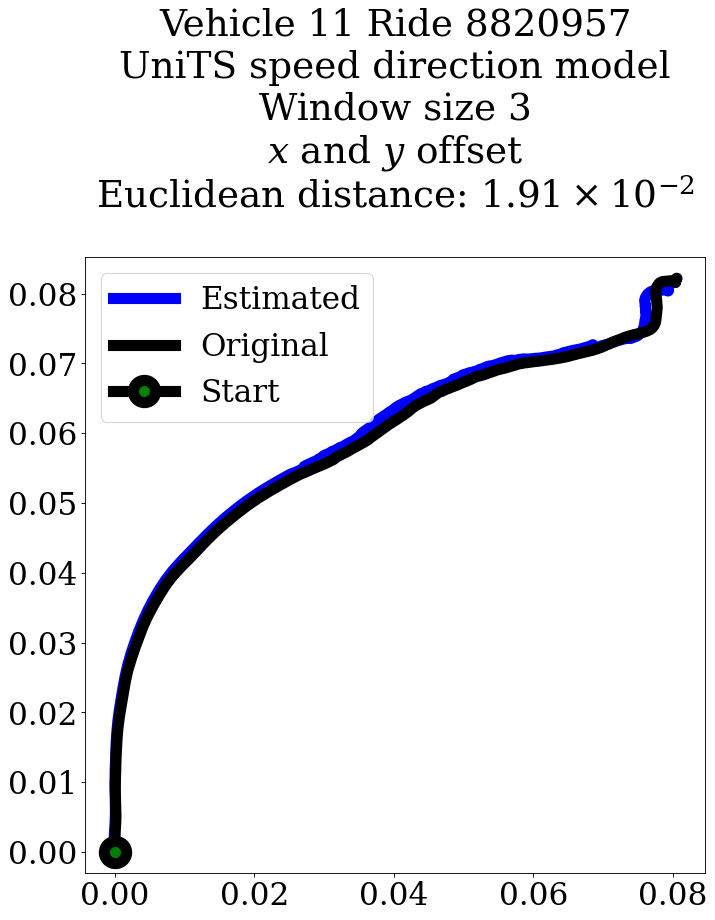 Vehicle 11 Ride 8820957
UniTS speed direction model
Window size 3
x and y offset
Euclidean distance: 1.91 × 10⁻²
Estimated
Original
Start
0.08
0.07
0.06
0.05
0.04
0.03
0.02
0.01
0.00
0.00 0.02 0.04 0.06 0.08